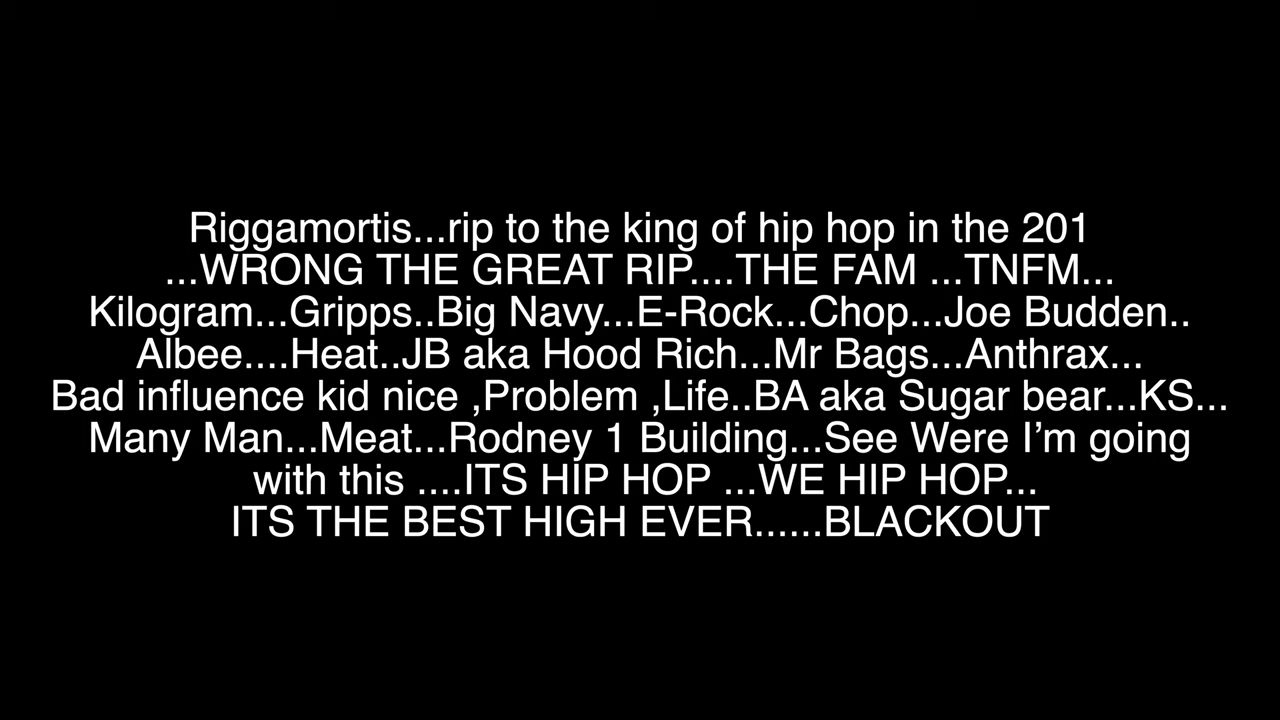 Riggamortis...rip to the king of hip hop in the 201
...WRONG THE GREAT RIP....THE FAM ...TNFM...
Kilogram...Gripps..Big Navy...E-Rock...Chop...Joe Budden..
Albee....Heat..JB aka Hood Rich...Mr Bags...Anthrax...
Bad influence kid nice ,Problem ,Life..BA aka Sugar bear...KS...
Many Man...Meat...Rodney 1 Building...See Were I’m going
with this ....ITS HIP HOP ...WE HIP HOP...
ITS THE BEST HIGH EVER......BLACKOUT